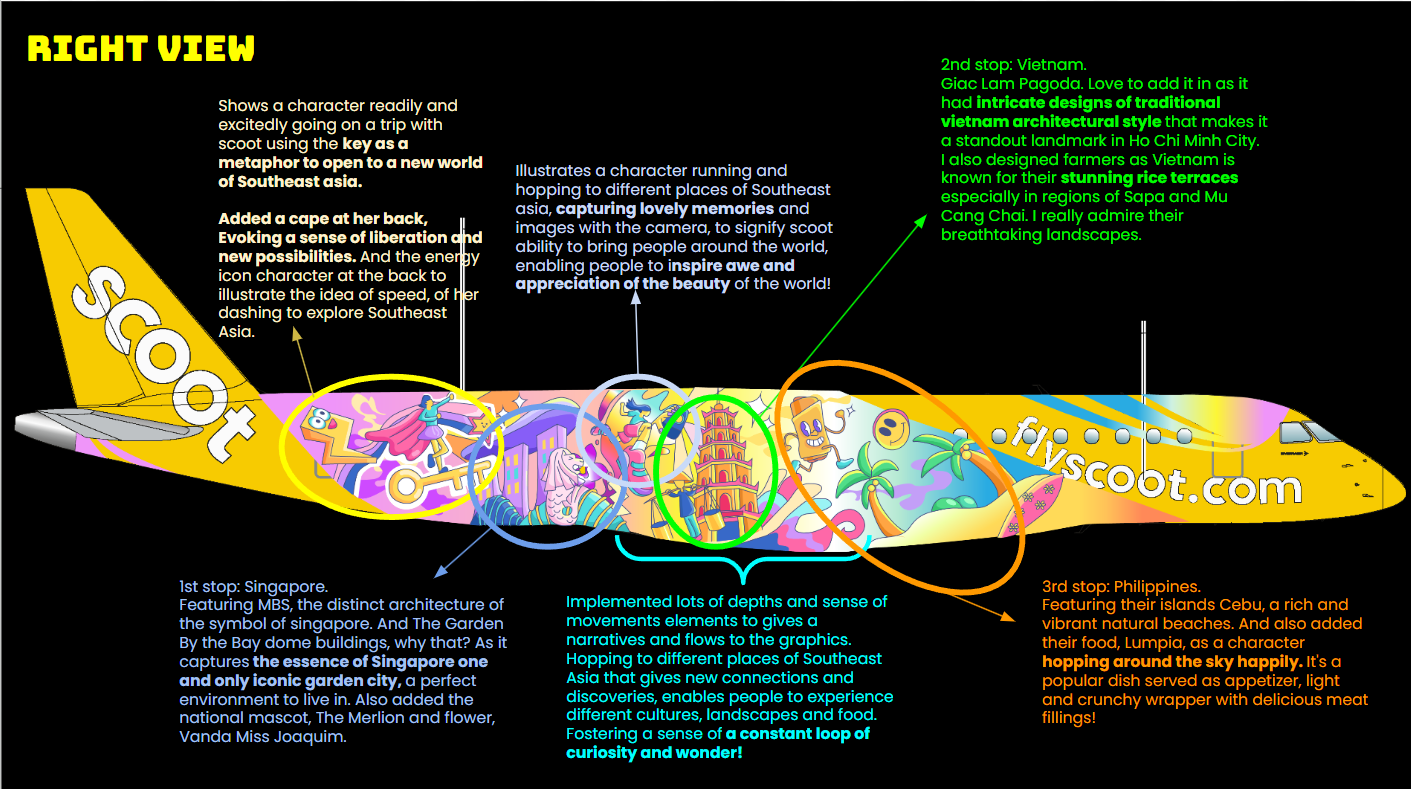 RIGHT VIEW
Shows a character readily and
excitedly going on a trip with
scoot using the key as a
metaphor to open to a new world
of Southeast asia.
Added a cape at her back,
Evoking a sense of liberation and
new possibilities. And the energy
icon character at the back to
illustrate the idea of speed, of her
dashing to explore Southeast
Asia.
Illustrates a character running and
hopping to different places of Southeast
asia, capturing lovely memories and
images with the camera, to signify scoot
ability to bring people around the world,
enabling people to inspire awe and
appreciation of the beauty of the world!
2nd stop: Vietnam.
Giac Lam Pagoda. Love to add it in as it
had intricate designs of traditional
vietnam architectural style that makes it
a standout landmark in Ho Chi Minh City.
I also designed farmers as Vietnam is
known for their stunning rice terraces
especially in regions of Sapa and Mu
Cang Chai. I really admire their
breathtaking landscapes.
scoot
flyscoot.com
1st stop: Singapore.
Featuring MBS, the distinct architecture of
the symbol of singapore. And The Garden
By the Bay dome buildings, why that? As it
captures the essence of Singapore one
and only iconic garden city, a perfect
environment to live in. Also added the
national mascot, The Merlion and flower,
Vanda Miss Joaquim.
Implemented lots of depths and sense of
movements elements to gives a
narratives and flows to the graphics.
Hopping to different places of Southeast
Asia that gives new connections and
discoveries, enables people to experience
different cultures, landscapes and food.
Fostering a sense of a constant loop of
curiosity and wonder!
3rd stop: Philippines.
Featuring their islands Cebu, a rich and
vibrant natural beaches. And also added
their food, Lumpia, as a character
hopping around the sky happily. It's a
popular dish served as appetizer, light
and crunchy wrapper with delicious meat
fillings!